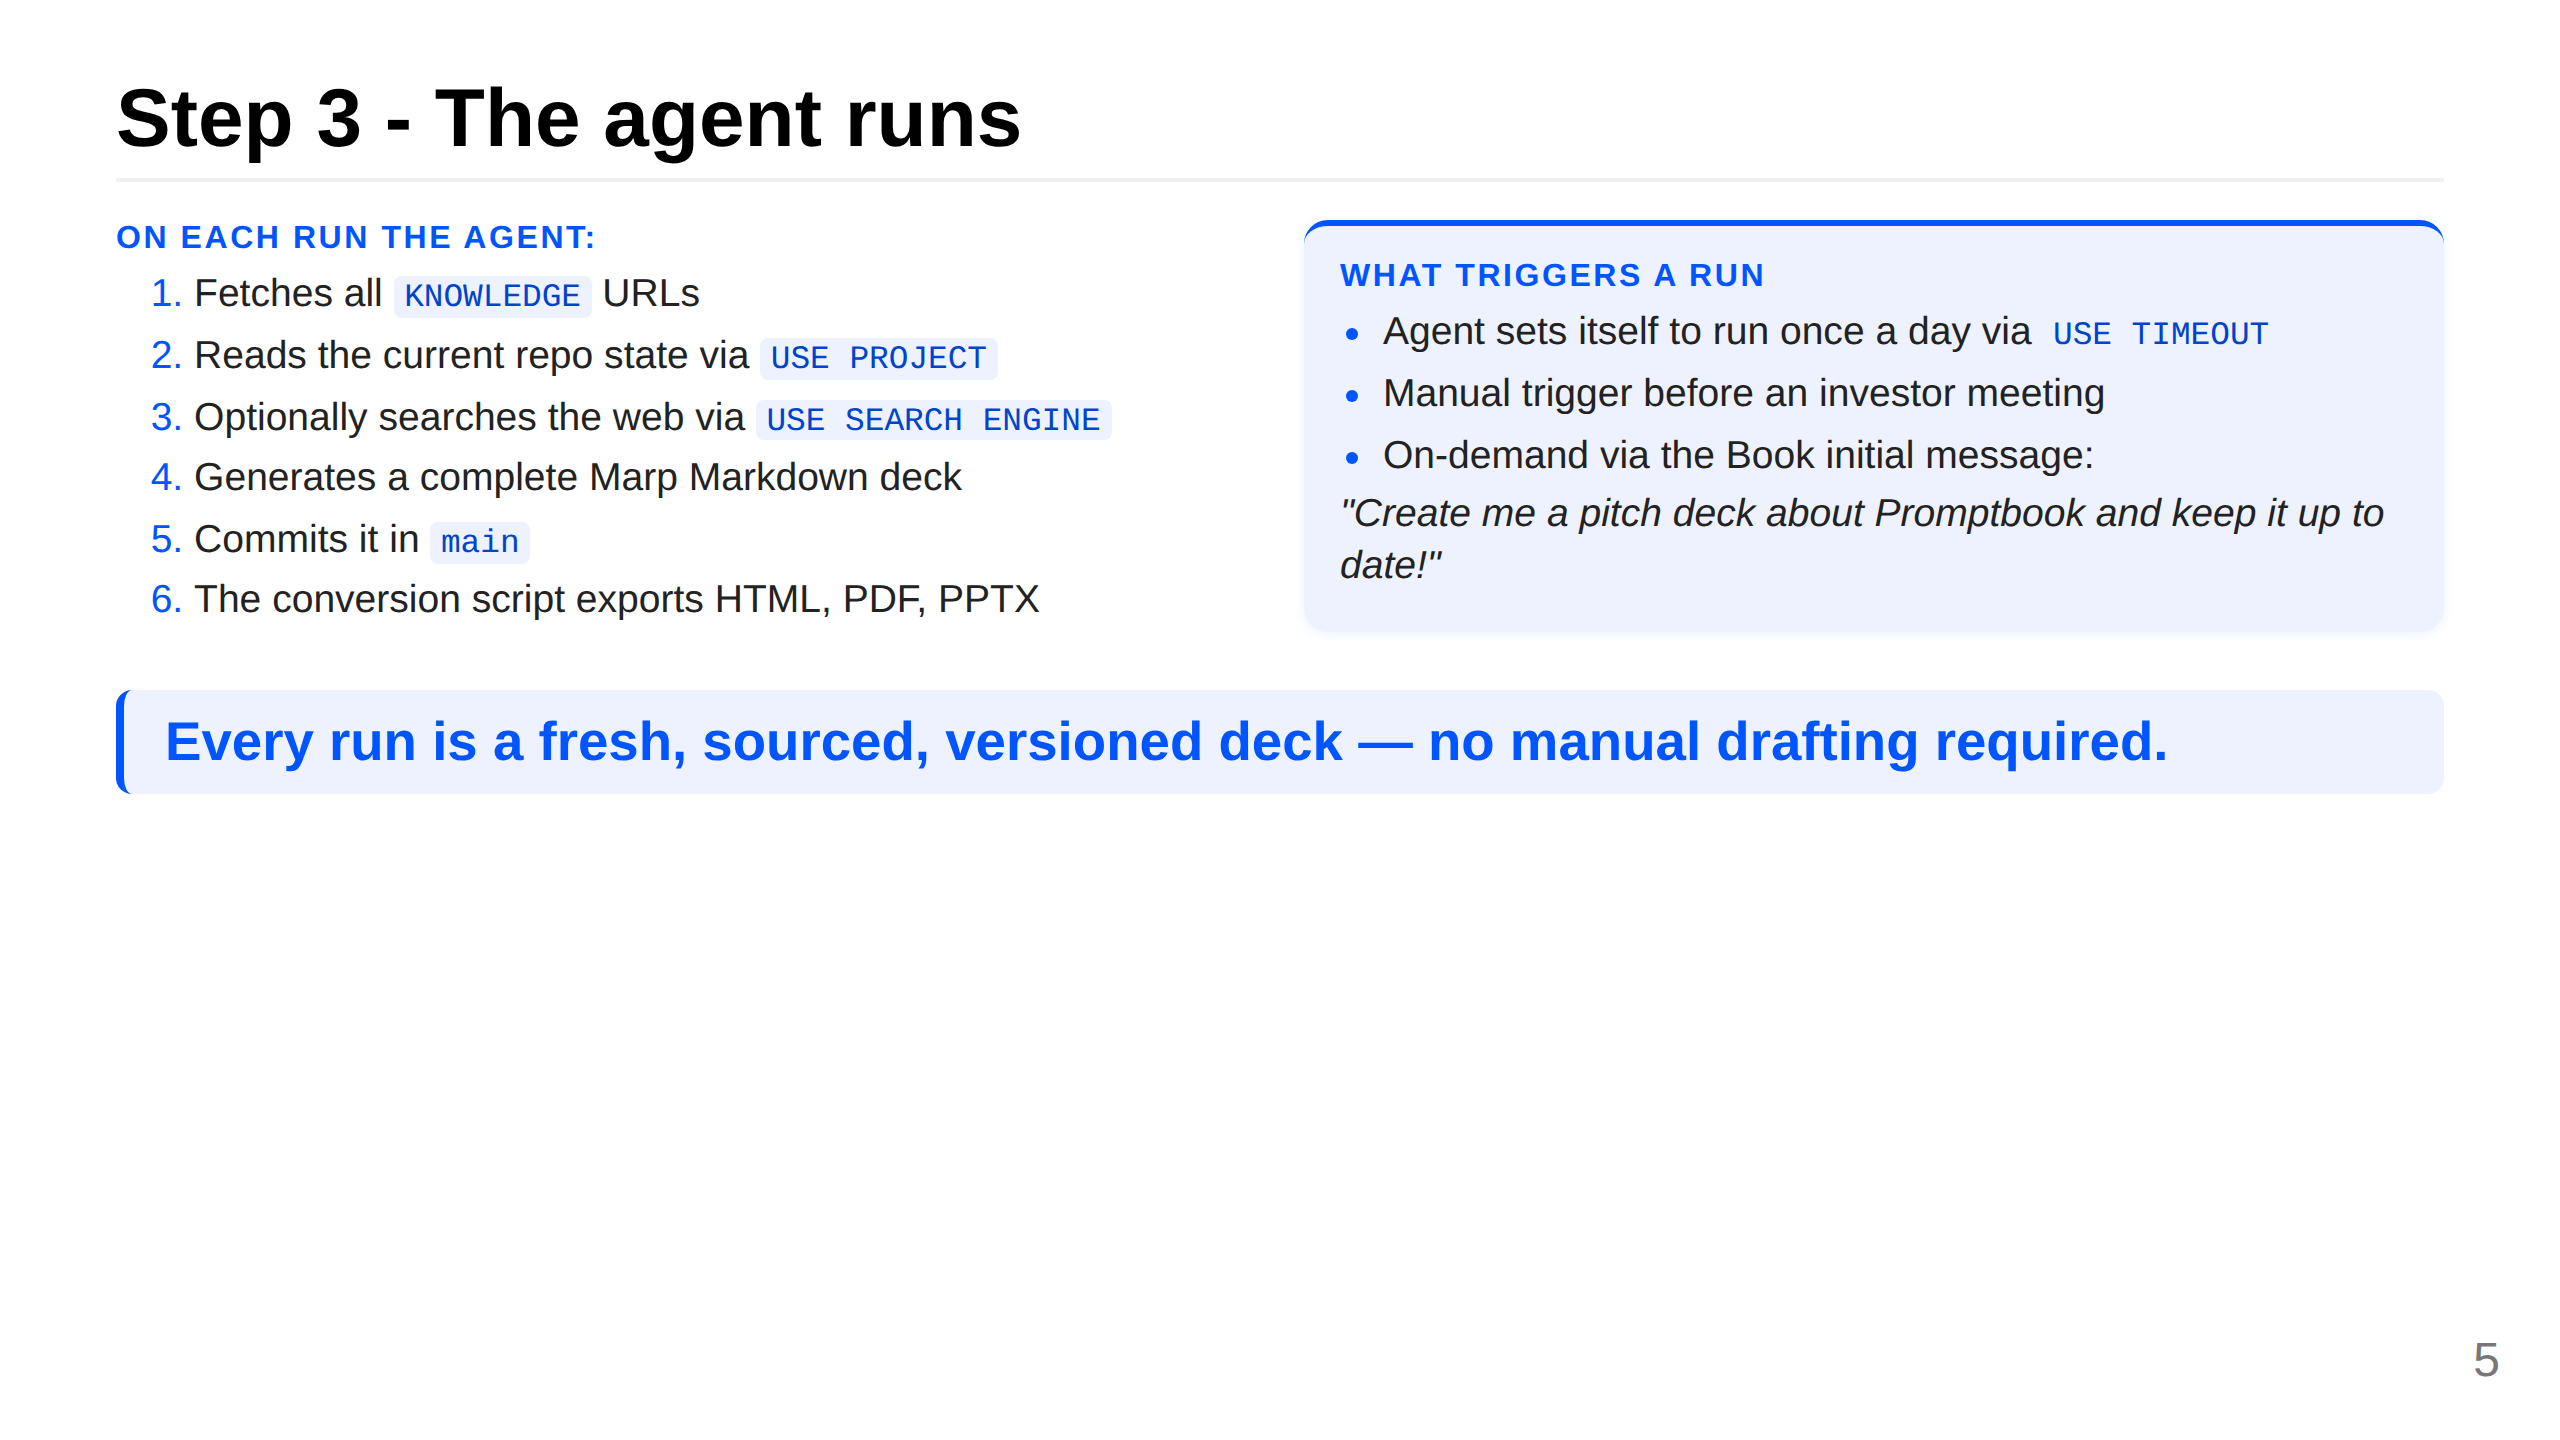 Step 3 - The agent runs
ON EACH RUN THE AGENT:
1. Fetches all KNOWLEDGE URLs
2. Reads the current repo state via USE PROJECT
3. Optionally searches the web via USE SEARCH ENGINE
4. Generates a complete Marp Markdown deck
5. Commits it in main
6. The conversion script exports HTML, PDF, PPTX
WHAT TRIGGERS A RUN
• Agent sets itself to run once a day via USE TIMEOUT
• Manual trigger before an investor meeting
• On-demand via the Book initial message:
"Create me a pitch deck about Promptbook and keep it up to
date!"
Every run is a fresh, sourced, versioned deck — no manual drafting required.
5